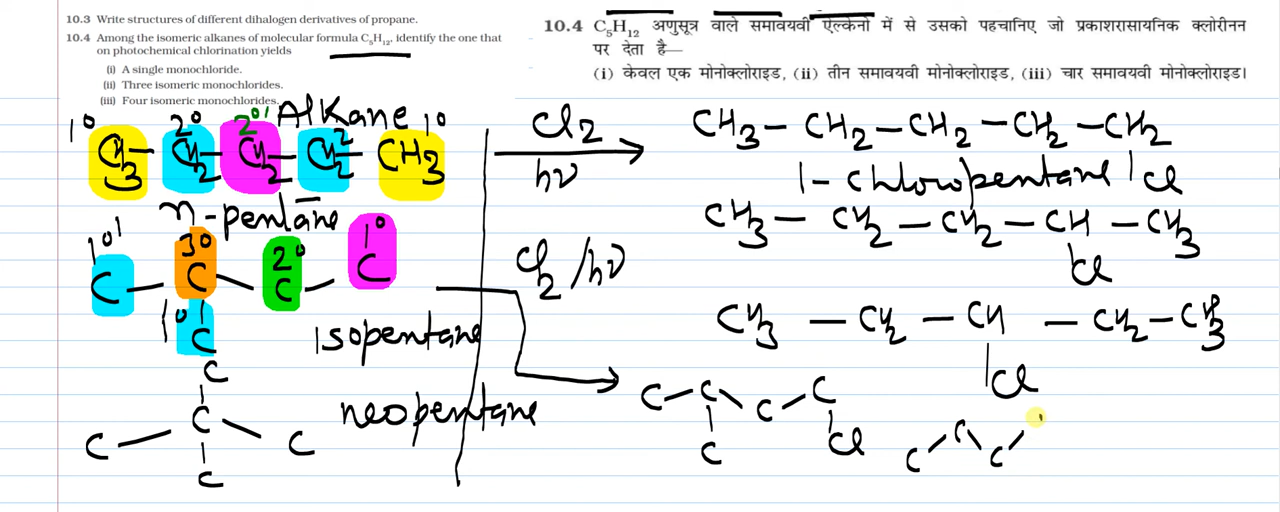 10.3 Write structures of different dihalogen derivatives of propane.
10.4 Among the isomeric alkanes of molecular formula C5H12, identify the one that
on photochemical chlorination yields
(i) A single monochloride.
(ii) Three isomeric monochlorides.
(iii) Four isomeric monochlorides.
10.4 C5H12 अणुसूत्र वाले समावयवी ऐल्केनों में से उसको पहचानिए जो प्रकाशरासायनिक क्लोरीनन
पर देता है—
(i) केवल एक मोनोक्लोराइड, (ii) तीन समावयवी मोनोक्लोराइड, (iii) चार समावयवी मोनोक्लोराइड।
Alkane
1° 2° 2°' 1°
CH3 — CH2 — CH2 — CH2 — CH3
n-pentane
Cl2
hν
CH3 — CH2 — CH2 — CH2 — CH2
Cl
1-Chloropentane
CH3 — CH2 — CH2 — CH — CH3
Cl
CH3 — CH2 — CH — CH2 — CH3
Cl
1°' 3° 2° 1°
C — C — C — C
1°' C
isopentane
Cl2/hν
C — C — C — C
C Cl
C C C
C
C — C — C
C
neopentane